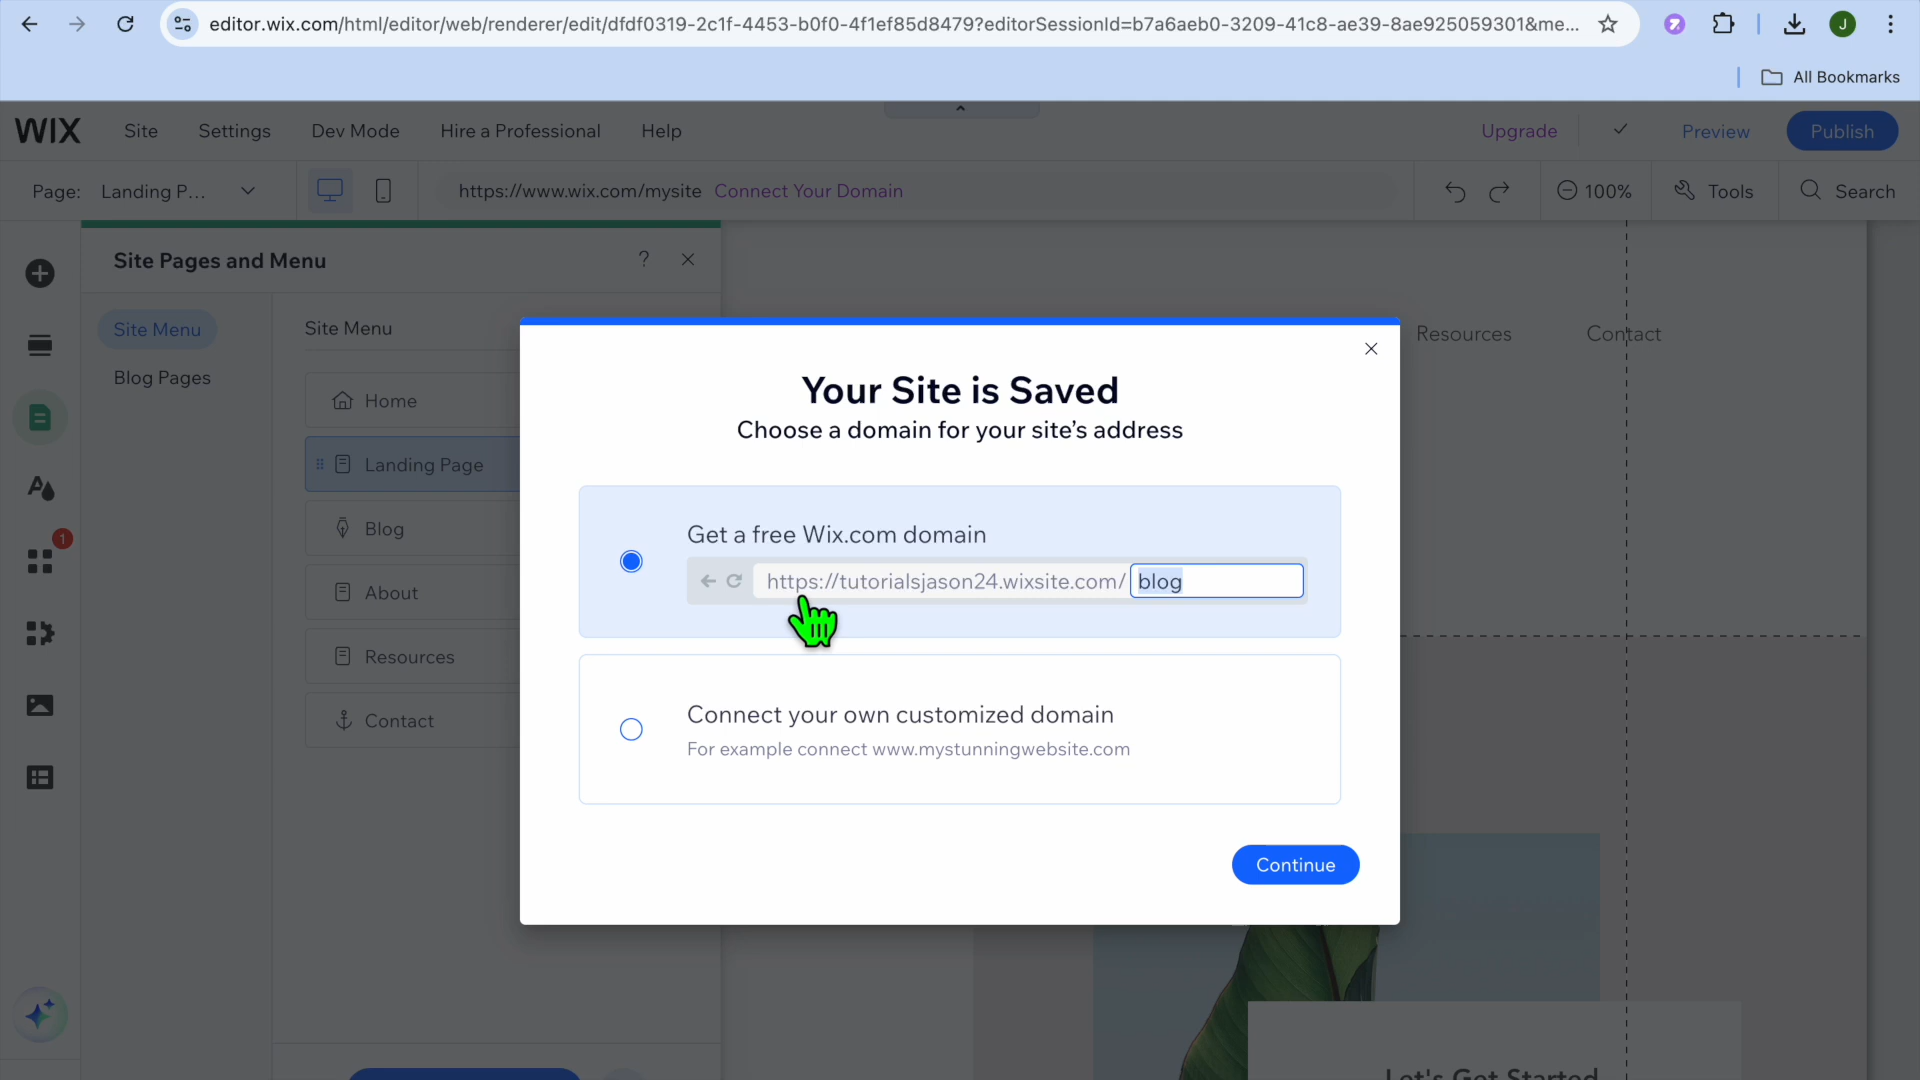 editor.wix.com/html/editor/web/renderer/edit/dfdf0319-2c1f-4453-b0f0-4f1ef85d8479?editorSessionId=b7a6aeb0-3209-41c8-ae39-8ae925059301&me...
J
All Bookmarks
WIX Site Settings Dev Mode Hire a Professional Help Upgrade Preview Publish
Page: Landing P... https://www.wix.com/mysite Connect Your Domain 100% Tools Search
Site Pages and Menu ?
Site Menu
Blog Pages
Site Menu
Home
Landing Page
Blog
About
Resources
Contact
1
Resources Contact
Your Site is Saved
Choose a domain for your site's address
Get a free Wix.com domain
https://tutorialsjason24.wixsite.com/ blog
Connect your own customized domain
For example connect www.mystunningwebsite.com
Continue
Let's Get Started